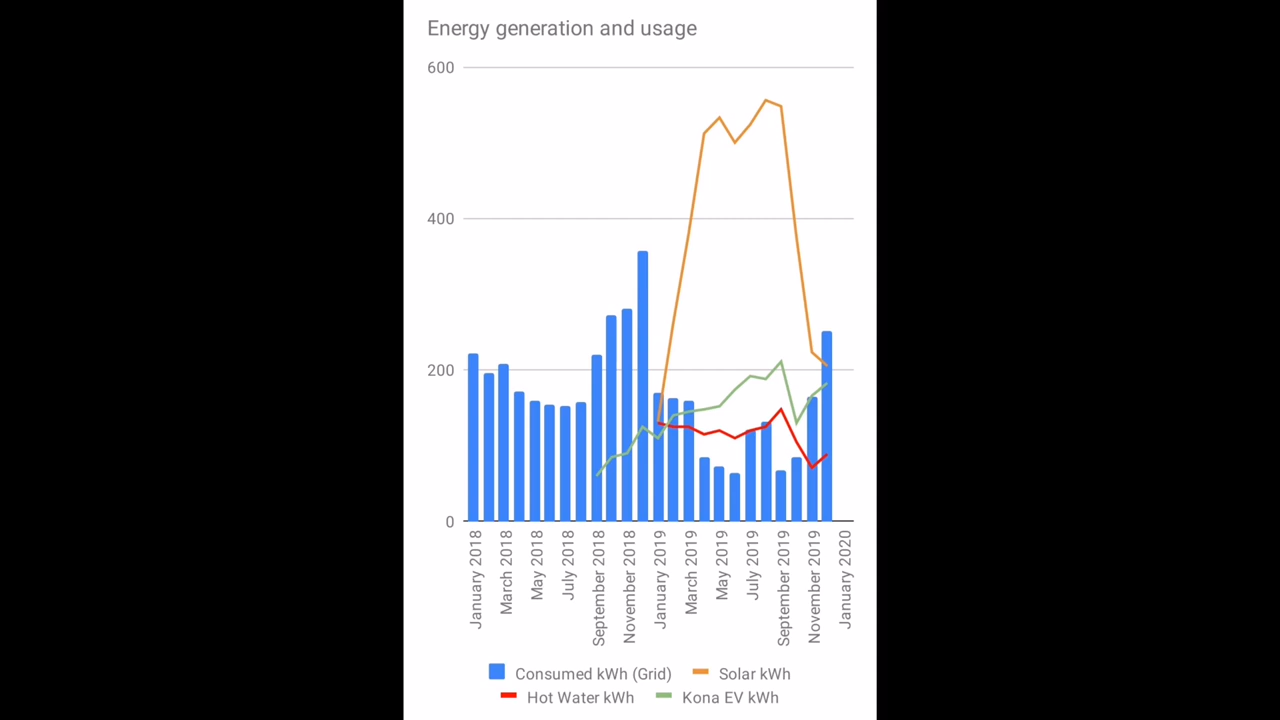 Energy generation and usage
600
400
200
0
January 2018
March 2018
May 2018
July 2018
September 2018
November 2018
January 2019
March 2019
May 2019
July 2019
September 2019
November 2019
January 2020
Consumed kWh (Grid) Solar kWh
Hot Water kWh Kona EV kWh